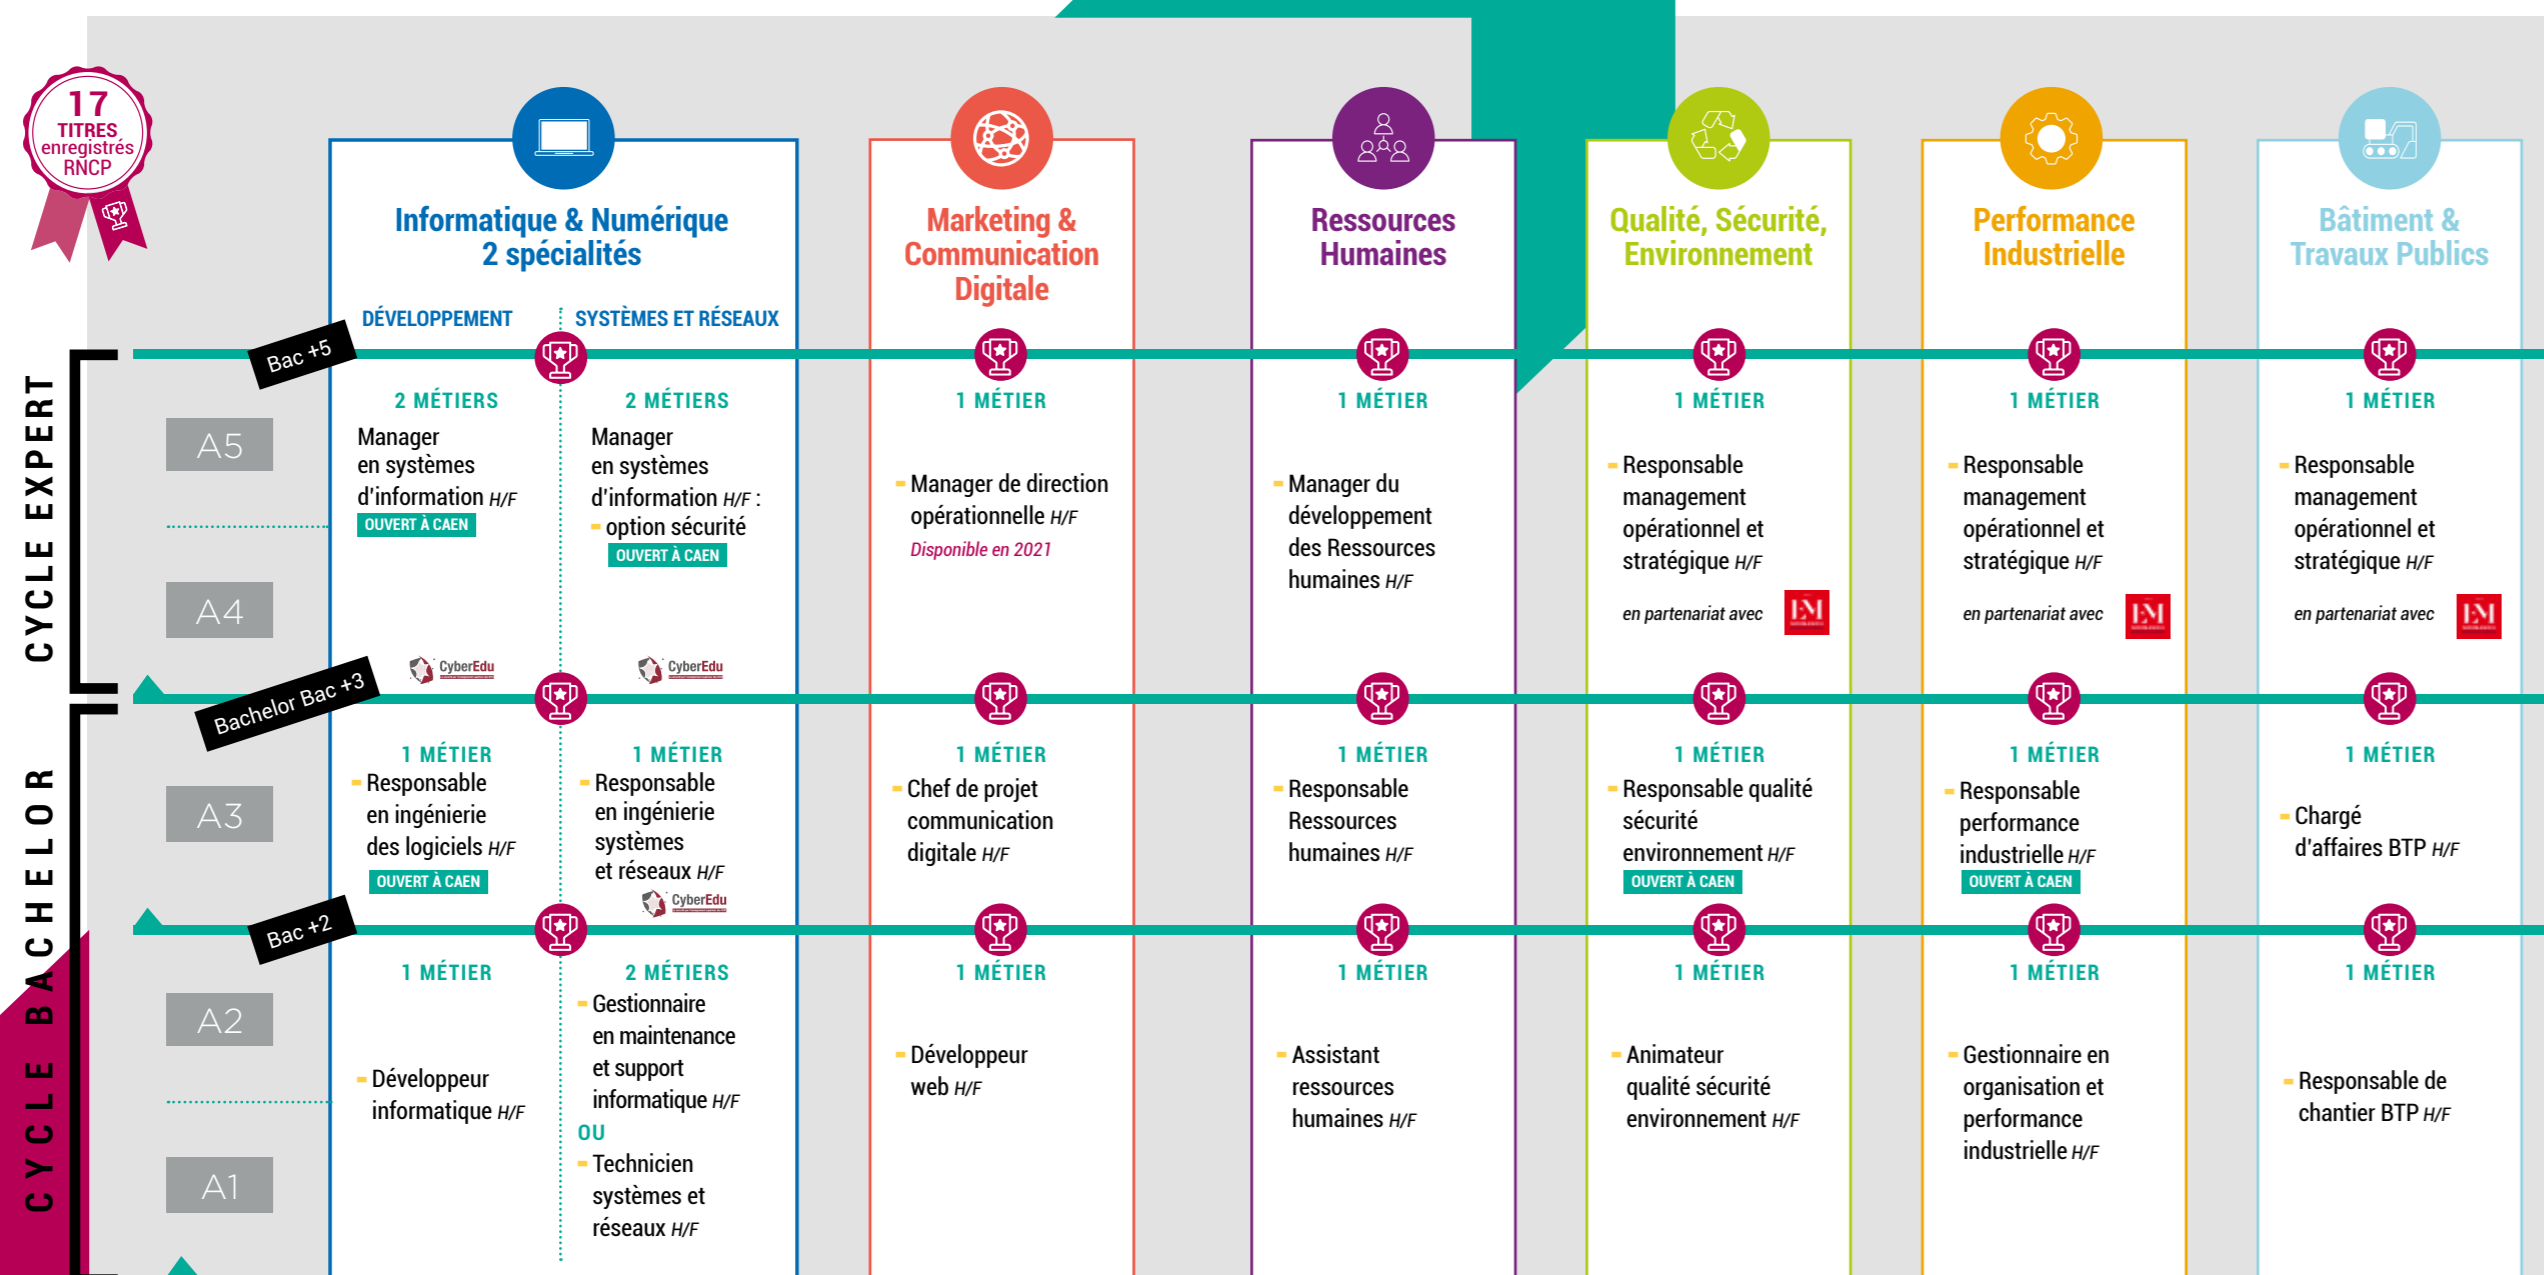 17
TITRES
enregistrés
RNCP
Informatique & Numérique
2 spécialités
DÉVELOPPEMENT
SYSTÈMES ET RÉSEAUX
Marketing &
Communication
Digitale
Ressources
Humaines
Qualité, Sécurité,
Environnement
Performance
Industrielle
Bâtiment &
Travaux Publics
CYCLE EXPERT
Bac +5
A5
A4
2 MÉTIERS
Manager
en systèmes
d'information H/F
OUVERT À CAEN
CyberEdu
2 MÉTIERS
Manager
en systèmes
d'information H/F :
- option sécurité
OUVERT À CAEN
CyberEdu
1 MÉTIER
- Manager de direction
opérationnelle H/F
Disponible en 2021
1 MÉTIER
- Manager du
développement
des Ressources
humaines H/F
1 MÉTIER
- Responsable
management
opérationnel et
stratégique H/F
en partenariat avec
EM
1 MÉTIER
- Responsable
management
opérationnel et
stratégique H/F
en partenariat avec
EM
1 MÉTIER
- Responsable
management
opérationnel et
stratégique H/F
en partenariat avec
EM
CYCLE BACHELOR
Bachelor Bac +3
A3
1 MÉTIER
- Responsable
en ingénierie
des logiciels H/F
OUVERT À CAEN
1 MÉTIER
- Responsable
en ingénierie
systèmes
et réseaux H/F
CyberEdu
1 MÉTIER
- Chef de projet
communication
digitale H/F
1 MÉTIER
- Responsable
Ressources
humaines H/F
1 MÉTIER
- Responsable qualité
sécurité
environnement H/F
OUVERT À CAEN
1 MÉTIER
- Responsable
performance
industrielle H/F
OUVERT À CAEN
1 MÉTIER
- Chargé
d'affaires BTP H/F
Bac +2
A2
A1
1 MÉTIER
- Développeur
informatique H/F
2 MÉTIERS
- Gestionnaire
en maintenance
et support
informatique H/F
OU
- Technicien
systèmes et
réseaux H/F
1 MÉTIER
- Développeur
web H/F
1 MÉTIER
- Assistant
ressources
humaines H/F
1 MÉTIER
- Animateur
qualité sécurité
environnement H/F
1 MÉTIER
- Gestionnaire en
organisation et
performance
industrielle H/F
1 MÉTIER
- Responsable de
chantier BTP H/F